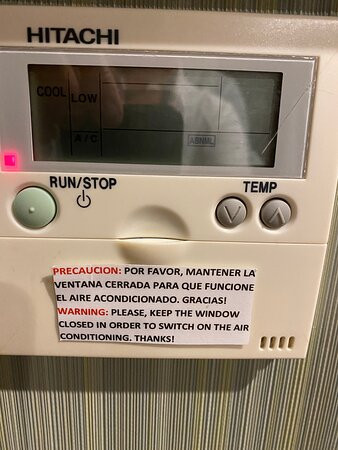 HITACHI
COOL LOW
A/C ABNML
RUN/STOP TEMP
PRECAUCION: POR FAVOR, MANTENER LA
VENTANA CERRADA PARA QUE FUNCIONE
EL AIRE ACONDICIONADO. GRACIAS!
WARNING: PLEASE, KEEP THE WINDOW
CLOSED IN ORDER TO SWITCH ON THE AIR
CONDITIONING. THANKS!